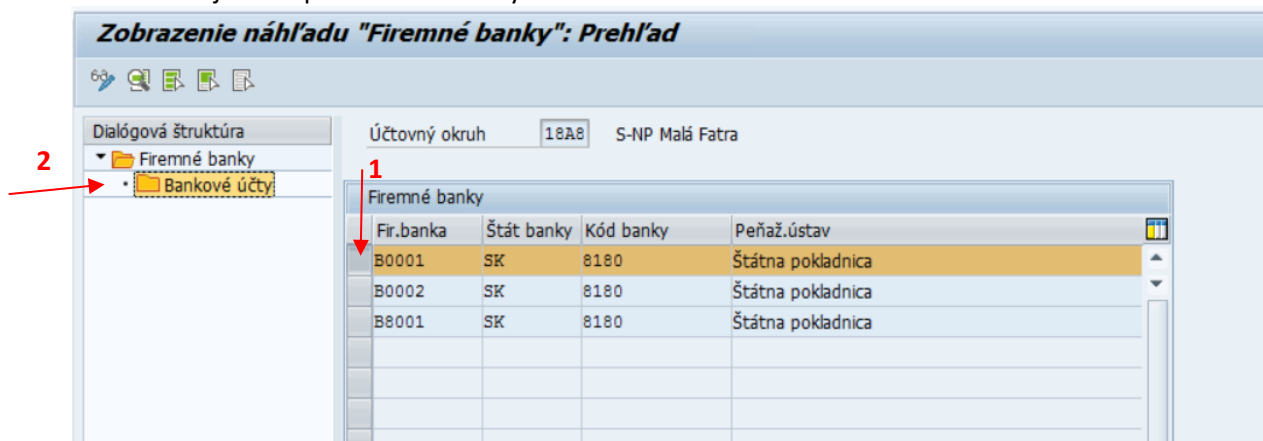 Zobrazenie náhľadu "Firemné banky": Prehľad
Dialógová štruktúra
Firemné banky
Bankové účty
2
Účtovný okruh 18A8 S-NP Malá Fatra
1
Firemné banky
Fir.banka Štát banky Kód banky Peňaž.ústav
B0001 SK 8180 Štátna pokladnica
B0002 SK 8180 Štátna pokladnica
B8001 SK 8180 Štátna pokladnica